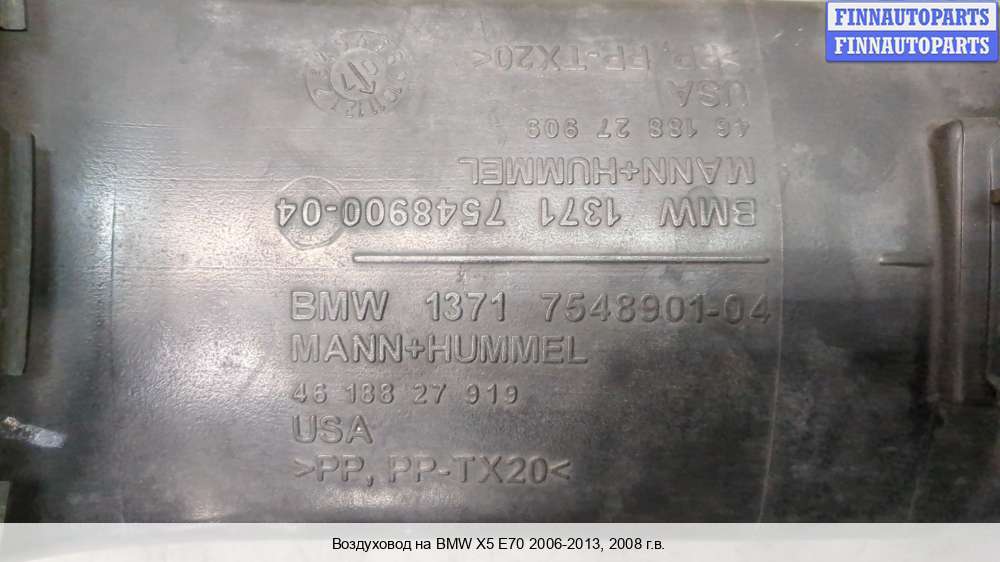 FINNAUTOPARTS
FINNAUTOPARTS
>PP, PP-TX20<
USA
46 188 27 909
MANN+HUMMEL
BMW 1371 7548900-04
BMW 1371 7548901-04
MANN+HUMMEL
46 188 27 919
USA
>PP, PP-TX20<
Воздуховод на BMW X5 E70 2006-2013, 2008 г.в.